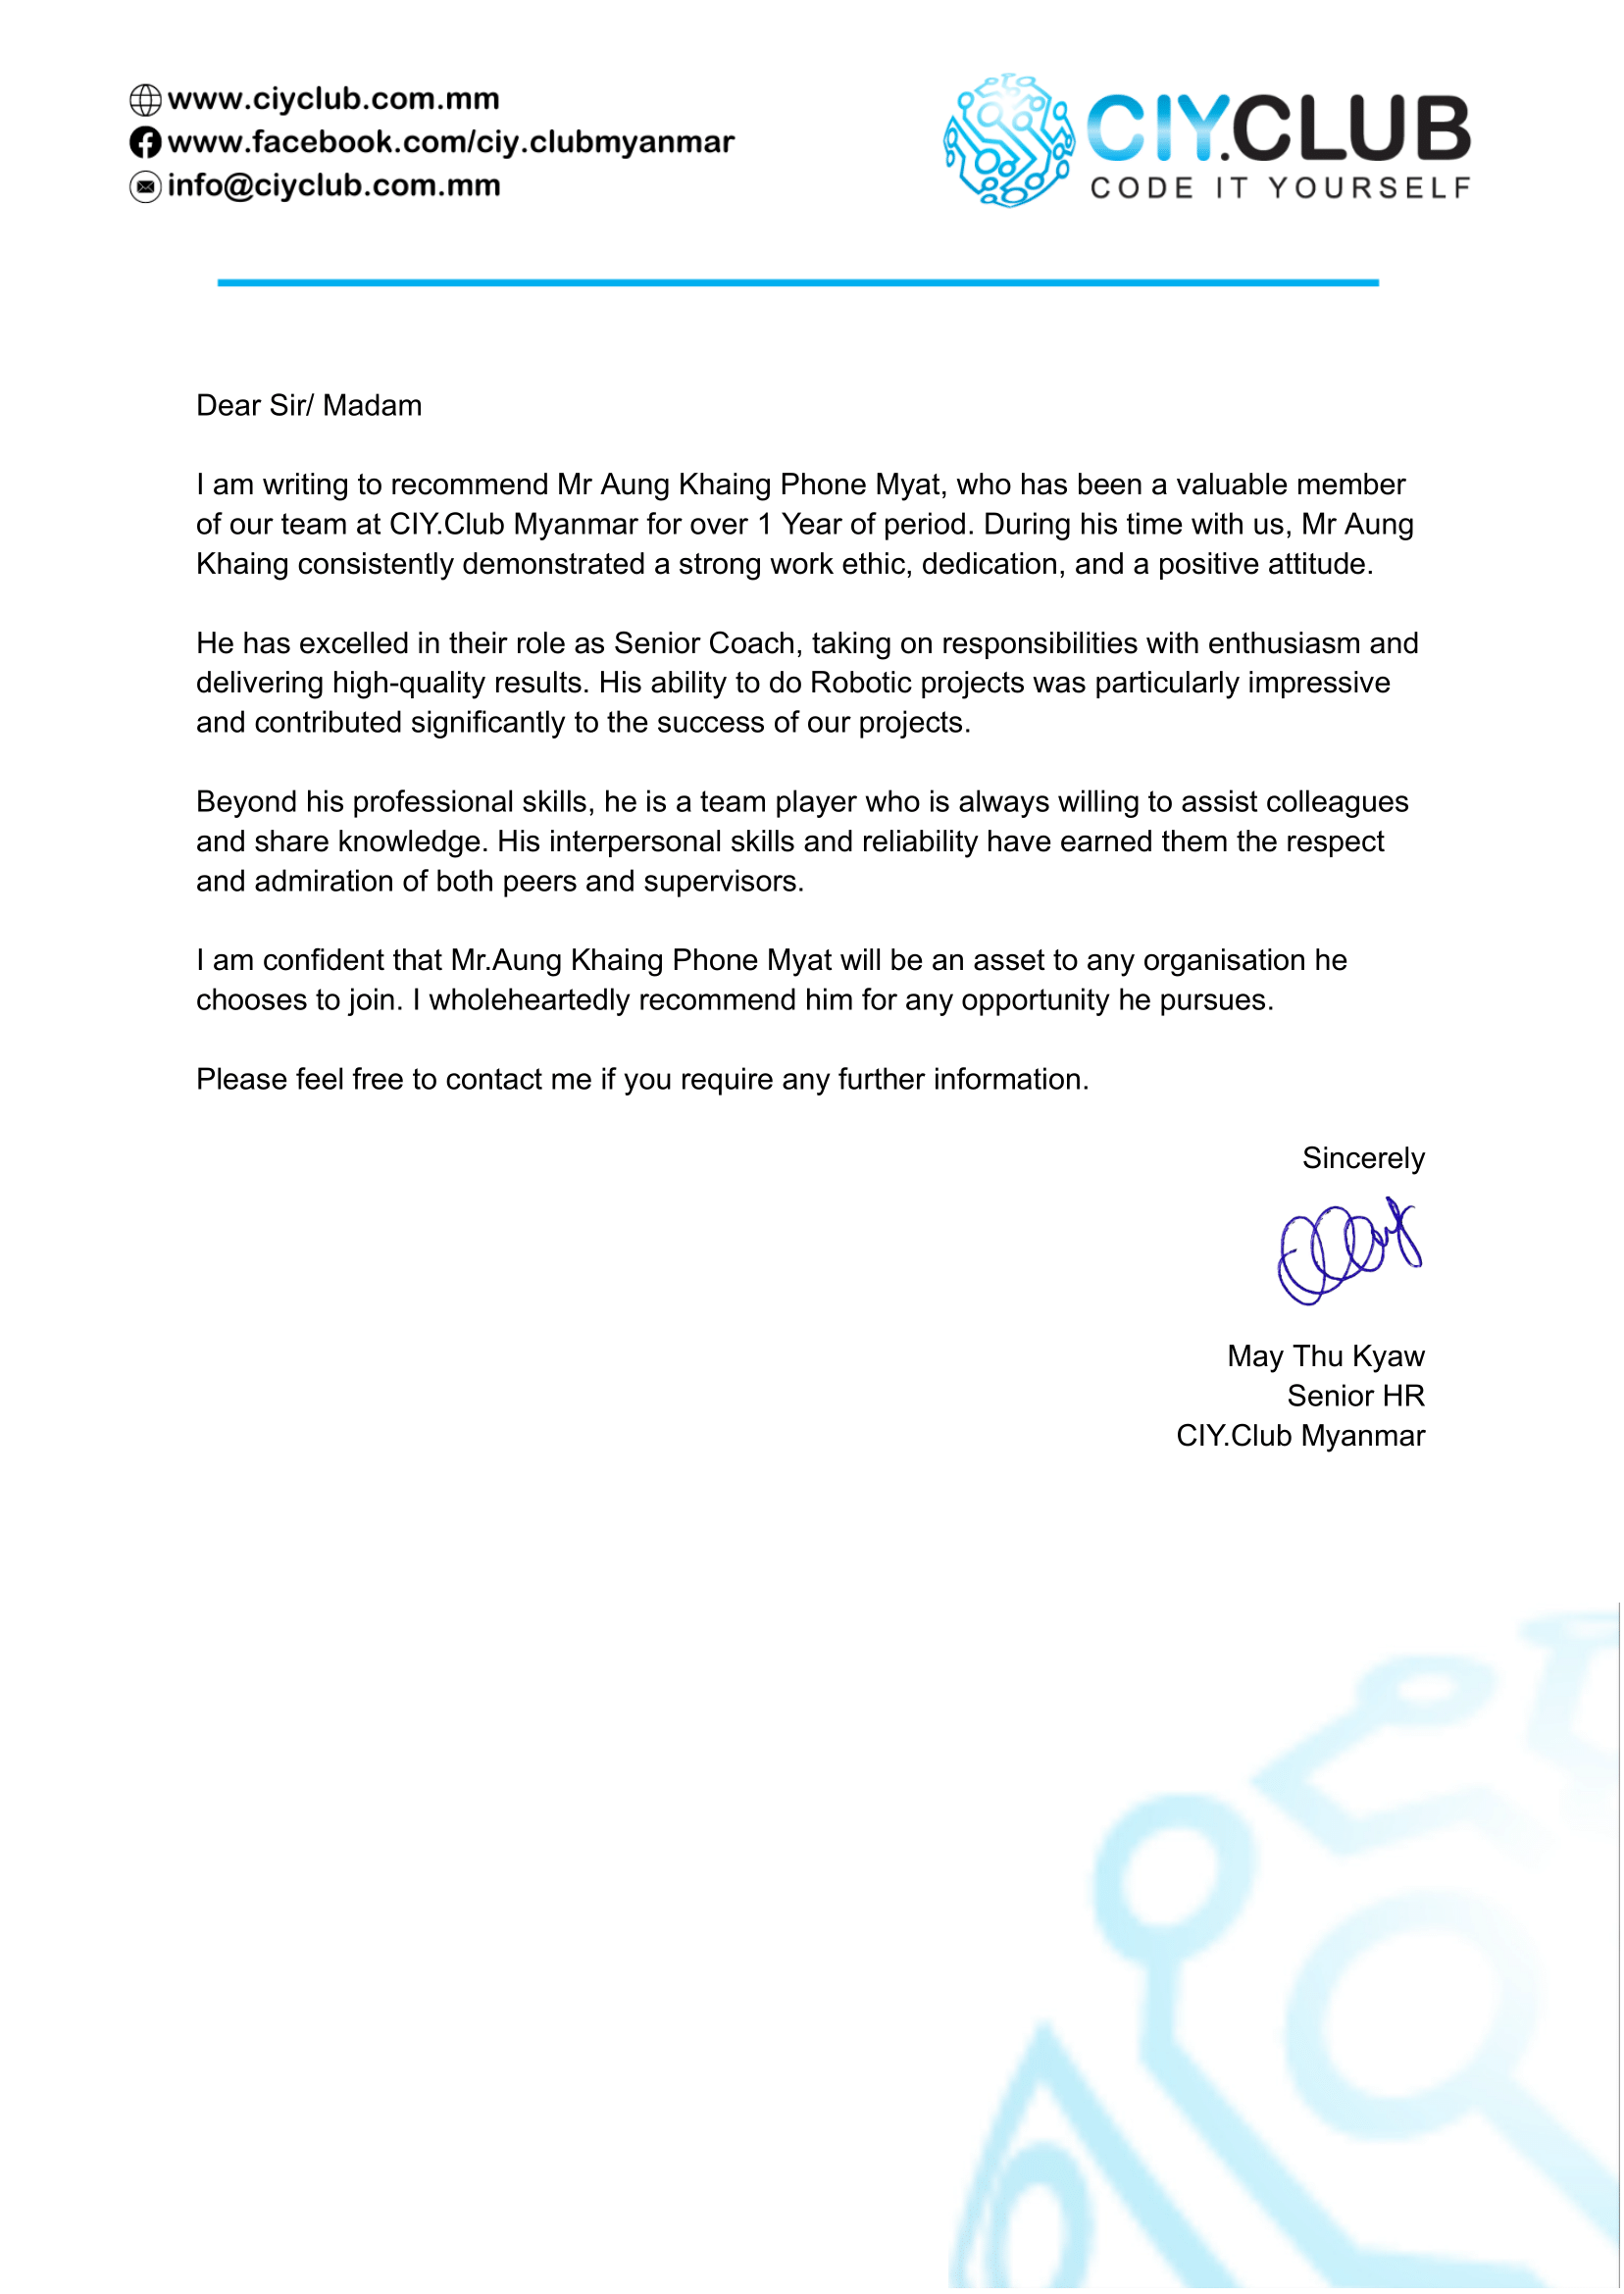 www.ciyclub.com.mm
www.facebook.com/ciy.clubmyanmar
info@ciyclub.com.mm
CIY.CLUB
CODE IT YOURSELF
Dear Sir/ Madam
I am writing to recommend Mr Aung Khaing Phone Myat, who has been a valuable member
of our team at CIY.Club Myanmar for over 1 Year of period. During his time with us, Mr Aung
Khaing consistently demonstrated a strong work ethic, dedication, and a positive attitude.
He has excelled in their role as Senior Coach, taking on responsibilities with enthusiasm and
delivering high-quality results. His ability to do Robotic projects was particularly impressive
and contributed significantly to the success of our projects.
Beyond his professional skills, he is a team player who is always willing to assist colleagues
and share knowledge. His interpersonal skills and reliability have earned them the respect
and admiration of both peers and supervisors.
I am confident that Mr.Aung Khaing Phone Myat will be an asset to any organisation he
chooses to join. I wholeheartedly recommend him for any opportunity he pursues.
Please feel free to contact me if you require any further information.
Sincerely
May Thu Kyaw
Senior HR
CIY.Club Myanmar